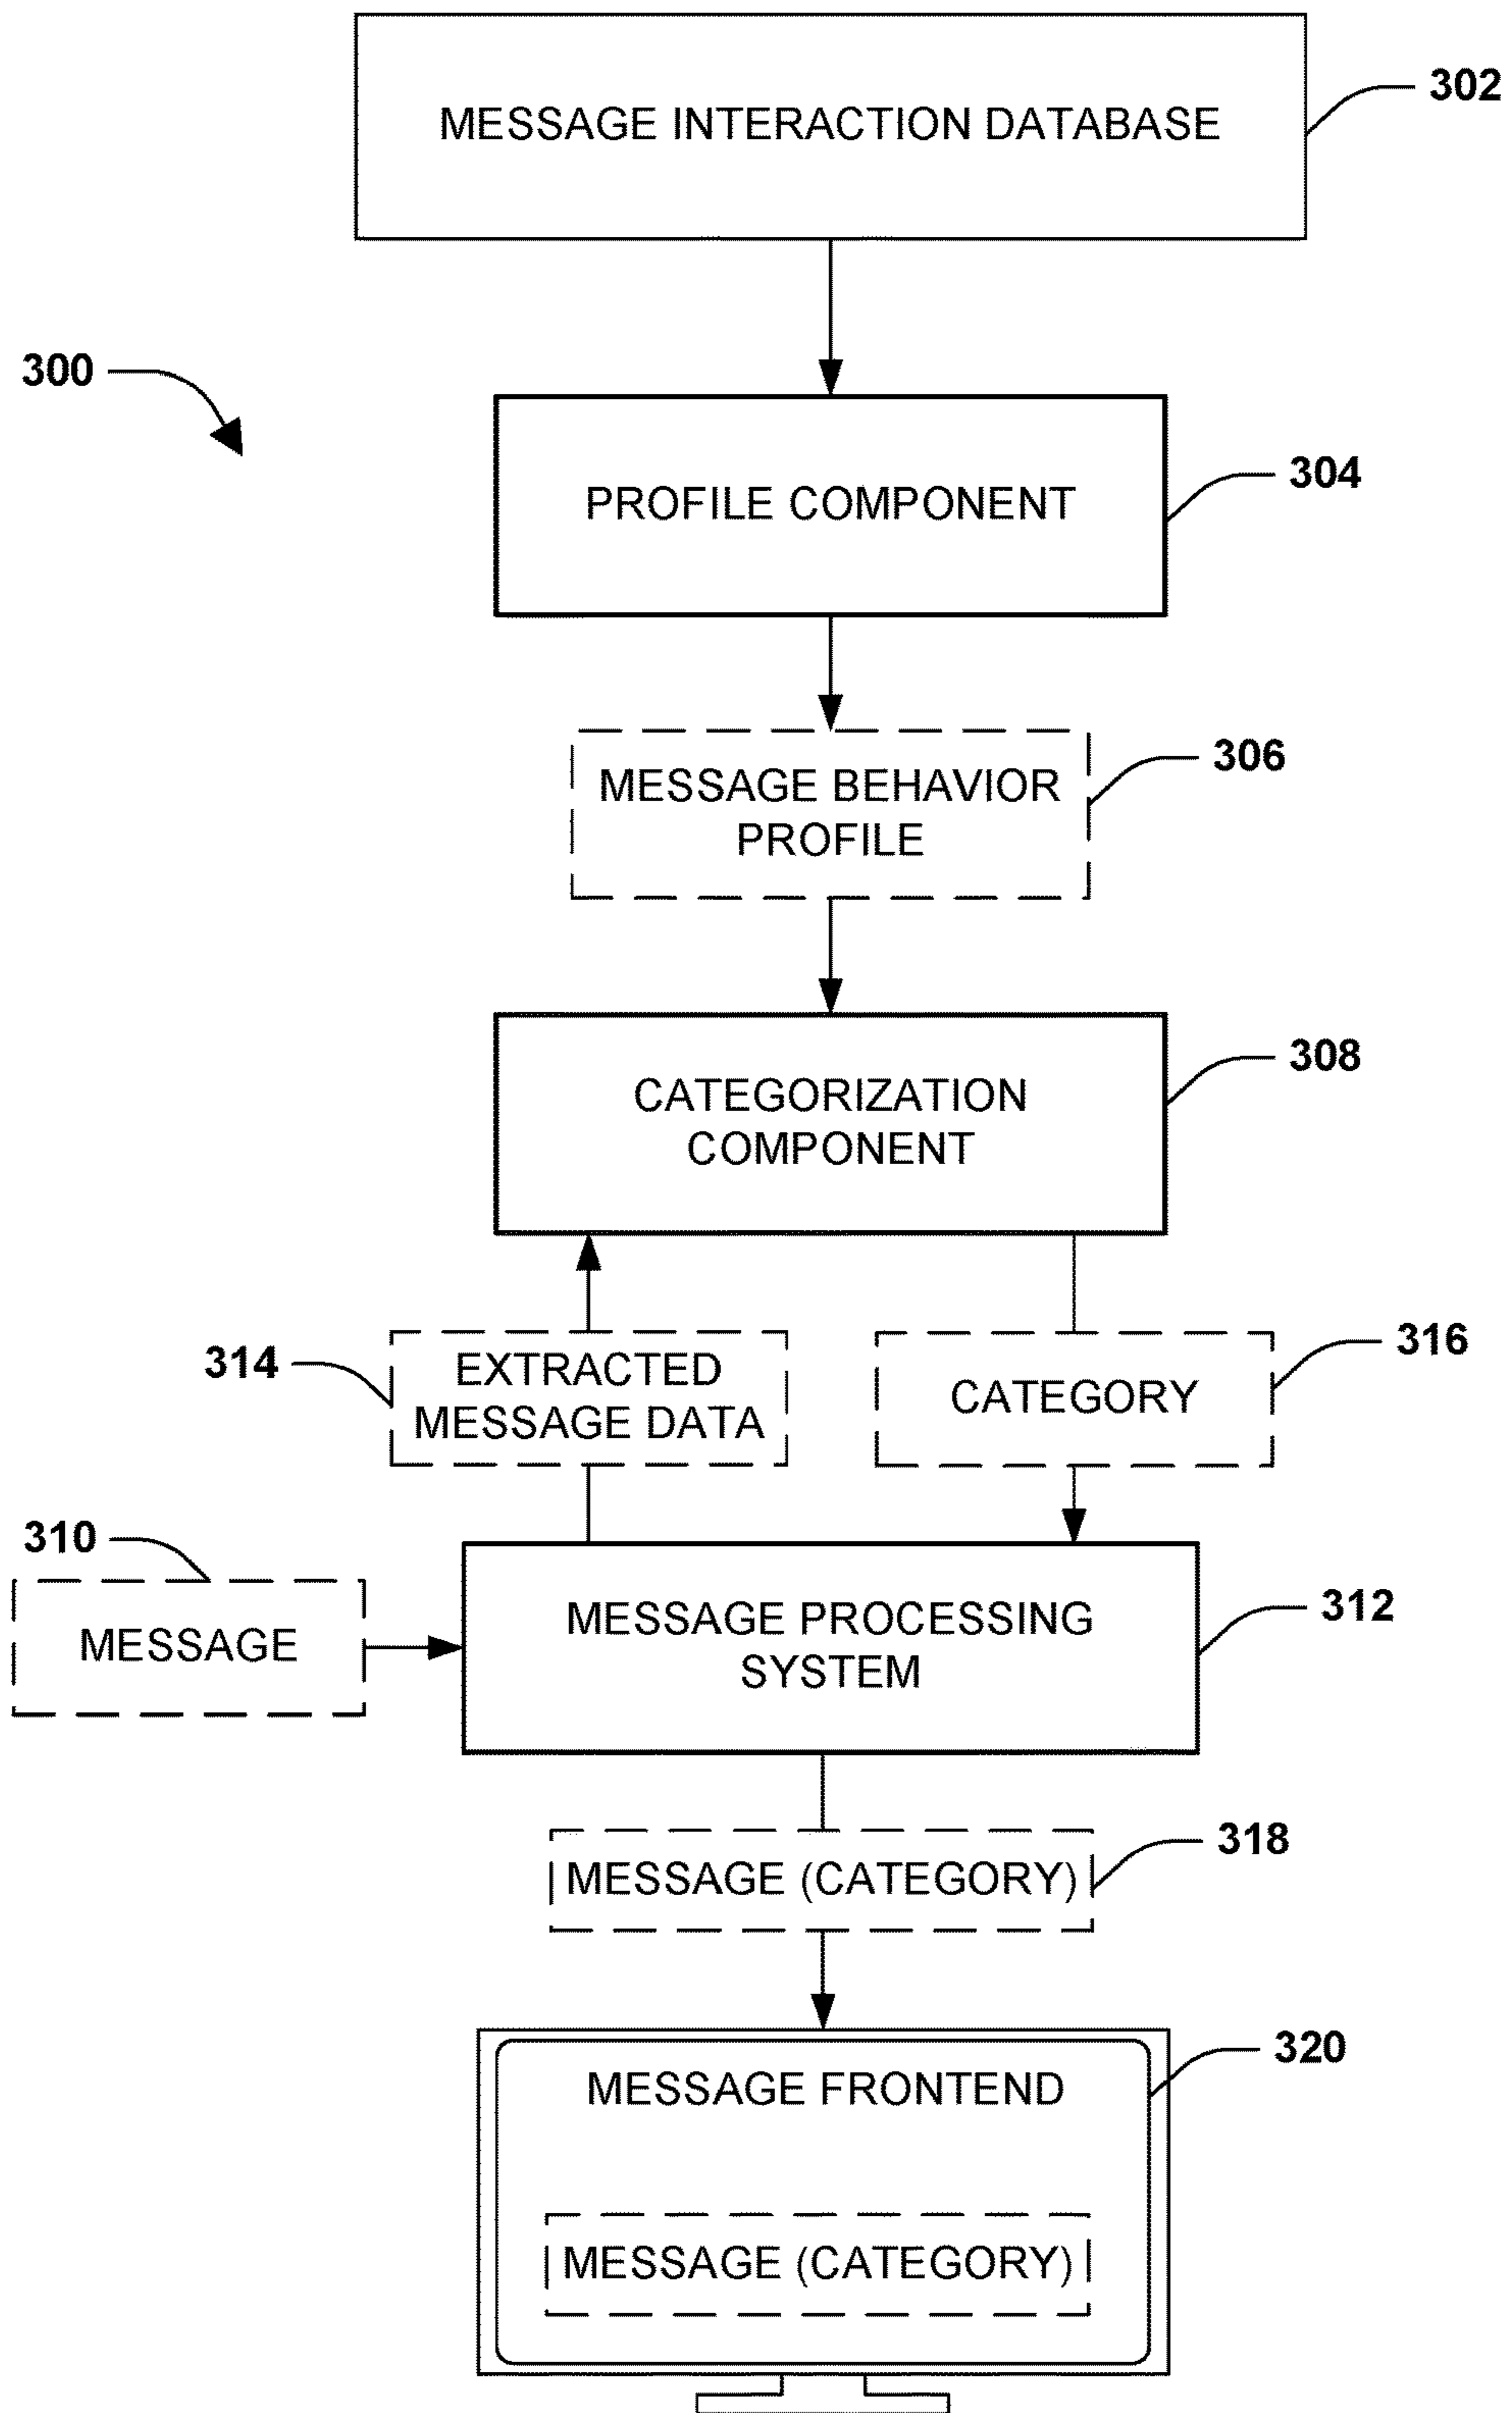 MESSAGE INTERACTION DATABASE
302
300
PROFILE COMPONENT
304
MESSAGE BEHAVIOR
PROFILE
306
CATEGORIZATION
COMPONENT
308
314
EXTRACTED
MESSAGE DATA
CATEGORY
316
310
MESSAGE
MESSAGE PROCESSING
SYSTEM
312
MESSAGE (CATEGORY)
318
MESSAGE FRONTEND
320
MESSAGE (CATEGORY)